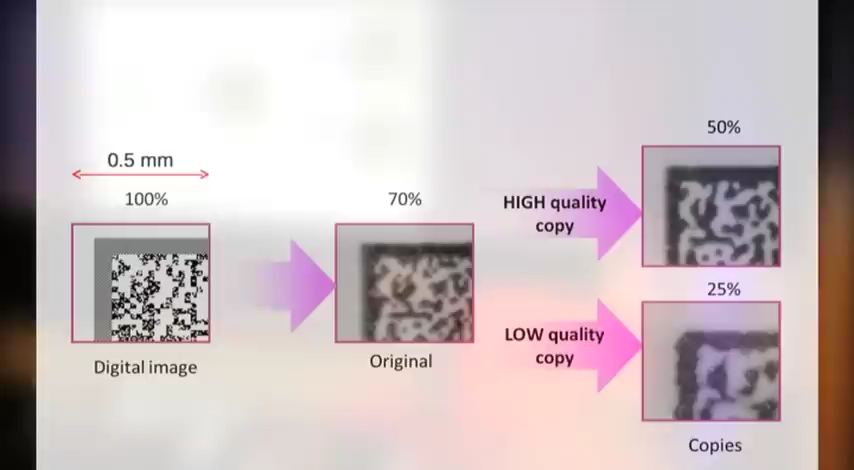 0.5 mm
100%
Digital image
70%
Original
HIGH quality
copy
50%
LOW quality
copy
25%
Copies